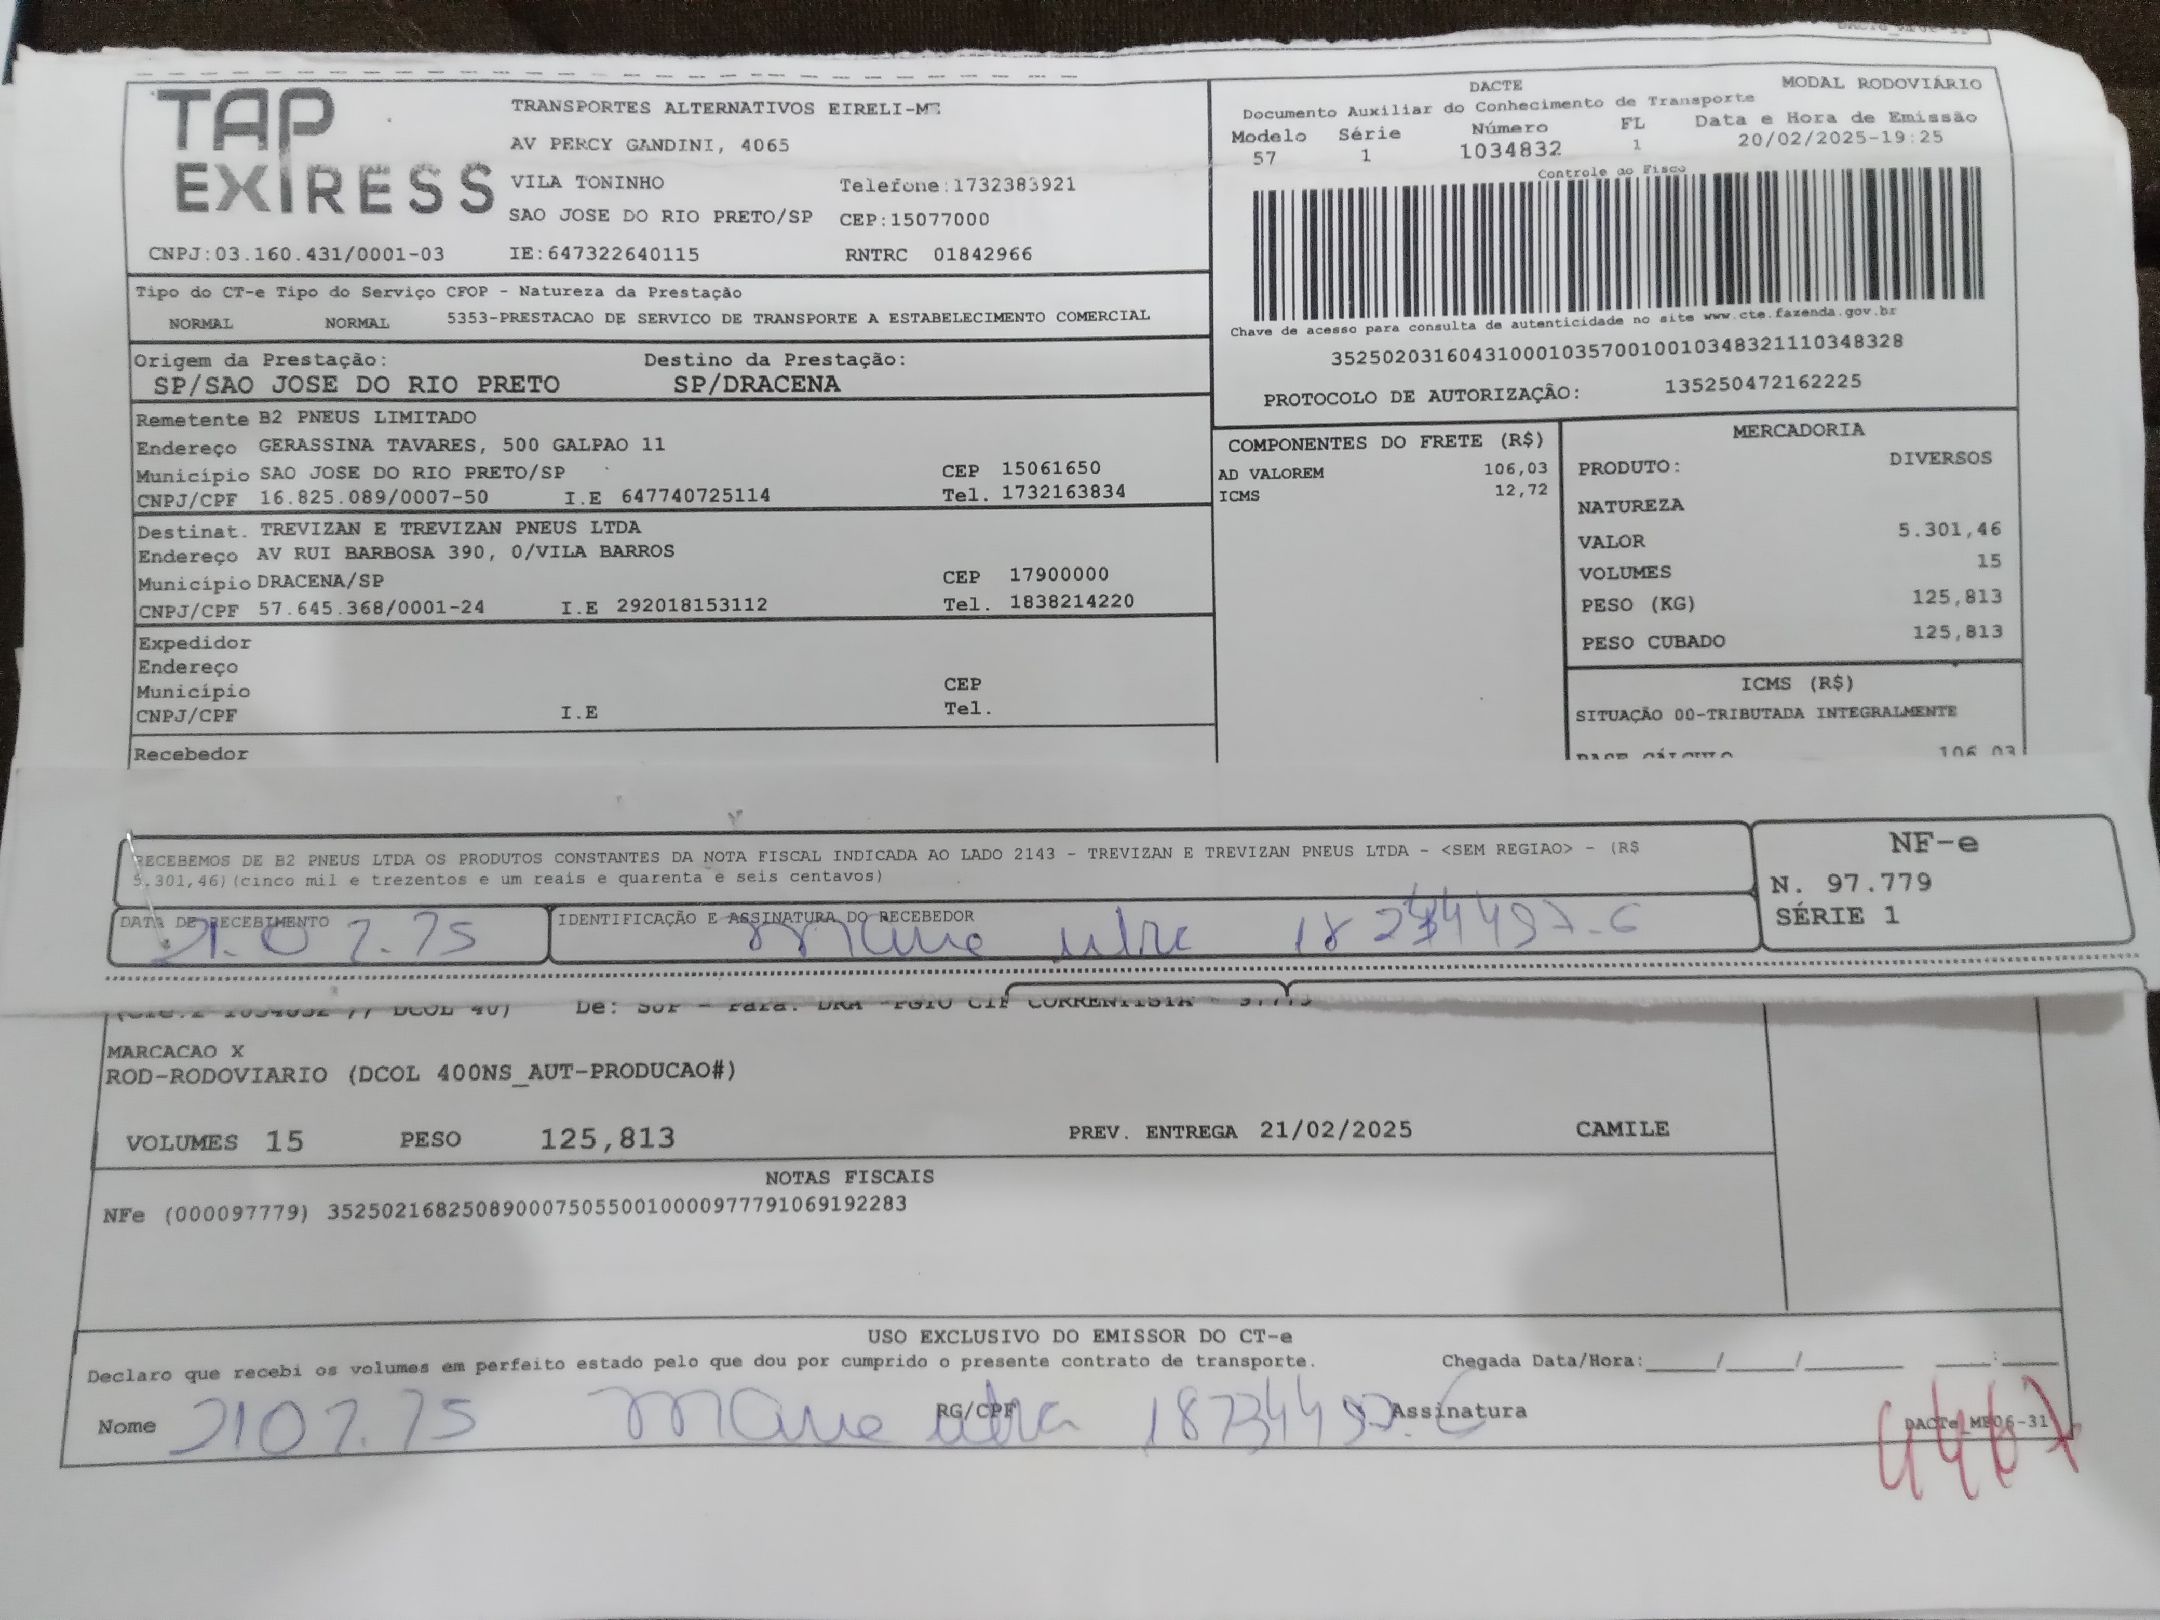 TAP
EXPRESS
TRANSPORTES ALTERNATIVOS EIRELI-ME
AV PERCY GANDINI, 4065
VILA TONINHO Telefone:1732383921
SAO JOSE DO RIO PRETO/SP CEP:15077000
CNPJ:03.160.431/0001-03 IE:647322640115 RNTRC 01842966
DACTE MODAL RODOVIÁRIO
Documento Auxiliar do Conhecimento de Transporte
Modelo Série Número FL Data e Hora de Emissão
57 1 1034832 1 20/02/2025-19:25
Controle do Fisco
Chave de acesso para consulta de autenticidade no site www.cte.fazenda.gov.br
35250203160431000103570010010348321110348328
PROTOCOLO DE AUTORIZAÇÃO: 135250472162225
Tipo do CT-e Tipo do Serviço CFOP - Natureza da Prestação
NORMAL NORMAL 5353-PRESTACAO DE SERVICO DE TRANSPORTE A ESTABELECIMENTO COMERCIAL
Origem da Prestação: Destino da Prestação:
SP/SAO JOSE DO RIO PRETO SP/DRACENA
Remetente B2 PNEUS LIMITADO
Endereço GERASSINA TAVARES, 500 GALPAO 11
Município SAO JOSE DO RIO PRETO/SP CEP 15061650
CNPJ/CPF 16.825.089/0007-50 I.E 647740725114 Tel. 1732163834
Destinat. TREVIZAN E TREVIZAN PNEUS LTDA
Endereço AV RUI BARBOSA 390, 0/VILA BARROS
Município DRACENA/SP CEP 17900000
CNPJ/CPF 57.645.368/0001-24 I.E 292018153112 Tel. 1838214220
Expedidor
Endereço
Município CEP
CNPJ/CPF I.E Tel.
Recebedor
COMPONENTES DO FRETE (R$)
AD VALOREM 106,03
ICMS 12,72
MERCADORIA
PRODUTO: DIVERSOS
NATUREZA
VALOR 5.301,46
VOLUMES 15
PESO (KG) 125,813
PESO CUBADO 125,813
ICMS (R$)
SITUAÇÃO 00-TRIBUTADA INTEGRALMENTE
BASE CÁLCULO 106,03
RECEBEMOS DE B2 PNEUS LTDA OS PRODUTOS CONSTANTES DA NOTA FISCAL INDICADA AO LADO 2143 - TREVIZAN E TREVIZAN PNEUS LTDA - <SEM REGIAO> - (R$
5.301,46)(cinco mil e trezentos e um reais e quarenta e seis centavos)
DATA DE RECEBIMENTO IDENTIFICAÇÃO E ASSINATURA DO RECEBEDOR
NF-e
N. 97.779
SÉRIE 1
De: - Para: DRA CIF CORRENTISTA -
MARCACAO X
ROD-RODOVIARIO (DCOL 400NS_AUT-PRODUCAO#)
VOLUMES 15 PESO 125,813 PREV. ENTREGA 21/02/2025 CAMILE
NOTAS FISCAIS
NFe (000097779) 35250216825089000750550010000977791069192283
USO EXCLUSIVO DO EMISSOR DO CT-e
Declaro que recebi os volumes em perfeito estado pelo que dou por cumprido o presente contrato de transporte. Chegada Data/Hora:_____/_____/_______ ____:____
Nome RG/CPF Assinatura